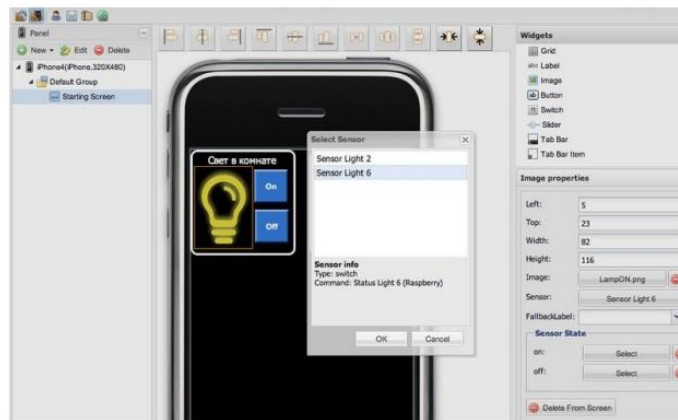 Panel
New
Edit
Delete
iPhone4(iPhone,320X480)
Default Group
Starting Screen
Свет в комнате
On
Off
Select Sensor
Sensor Light 2
Sensor Light 6
Sensor info
Type: switch
Command: Status Light 6 (Raspberry)
OK
Cancel
Widgets
Grid
abc Label
Image
ab Button
Switch
Slider
Tab Bar
Tab Bar Item
Image properties
Left: 5
Top: 23
Width: 82
Height: 116
Image: LampON.png
Sensor: Sensor Light 6
FallbackLabel:
Sensor State
on: Select
off: Select
Delete From Screen